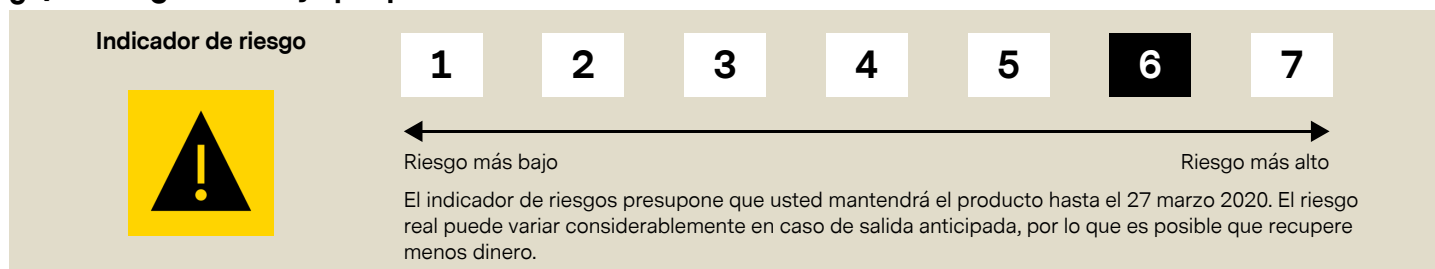 Indicador de riesgo
1 2 3 4 5 6 7
Riesgo más bajo Riesgo más alto
El indicador de riesgos presupone que usted mantendrá el producto hasta el 27 marzo 2020. El riesgo
real puede variar considerablemente en caso de salida anticipada, por lo que es posible que recupere
menos dinero.